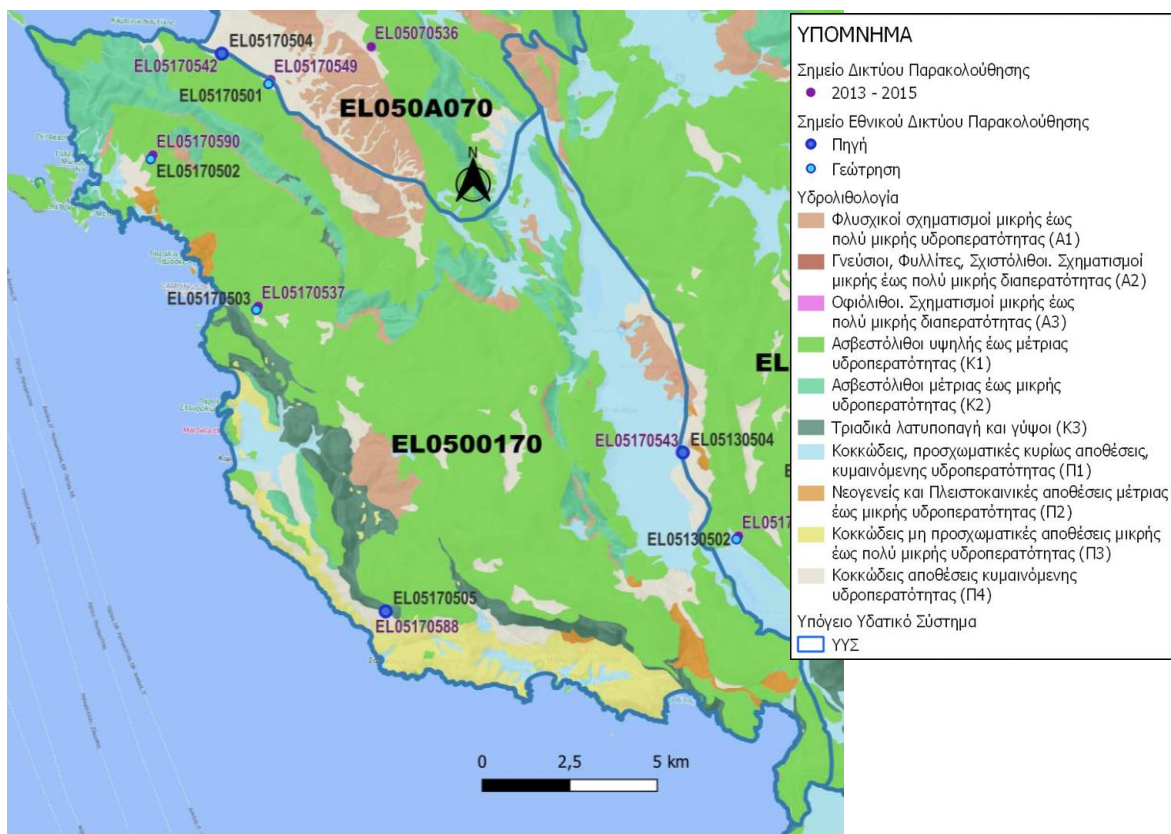 EL05170504
EL05070536
EL05170542
EL05170549
EL05170501
EL050A070
EL05170590
EL05170502
N
EL05170503
EL05170537
EL
EL0500170
EL05170543
EL05130504
EL0517
EL05130502
EL05170505
EL05170588
0 2,5 5 km
ΥΠΟΜΝΗΜΑ
Σημείο Δικτύου Παρακολούθησης
2013 - 2015
Σημείο Εθνικού Δικτύου Παρακολούθησης
Πηγή
Γεώτρηση
Υδρολιθολογία
Φλυσχικοί σχηματισμοί μικρής έως
πολύ μικρής υδροπερατότητας (Α1)
Γνεύσιοι, Φυλλίτες, Σχιστόλιθοι. Σχηματισμοί
μικρής έως πολύ μικρής διαπερατότητας (Α2)
Οφιόλιθοι. Σχηματισμοί μικρής έως
πολύ μικρής διαπερατότητας (Α3)
Ασβεστόλιθοι υψηλής έως μέτριας
υδροπερατότητας (Κ1)
Ασβεστόλιθοι μέτριας έως μικρής
υδροπερατότητας (Κ2)
Τριαδικά λατυποπαγή και γύψοι (Κ3)
Κοκκώδεις, προσχωματικές κυρίως αποθέσεις,
κυμαινόμενης υδροπερατότητας (Π1)
Νεογενείς και Πλειστοκαινικές αποθέσεις μέτριας
έως μικρής υδροπερατότητας (Π2)
Κοκκώδεις μη προσχωματικές αποθέσεις μικρής
έως πολύ μικρής υδροπερατότητας (Π3)
Κοκκώδεις αποθέσεις κυμαινόμενης
υδροπερατότητας (Π4)
Υπόγειο Υδατικό Σύστημα
ΥΥΣ